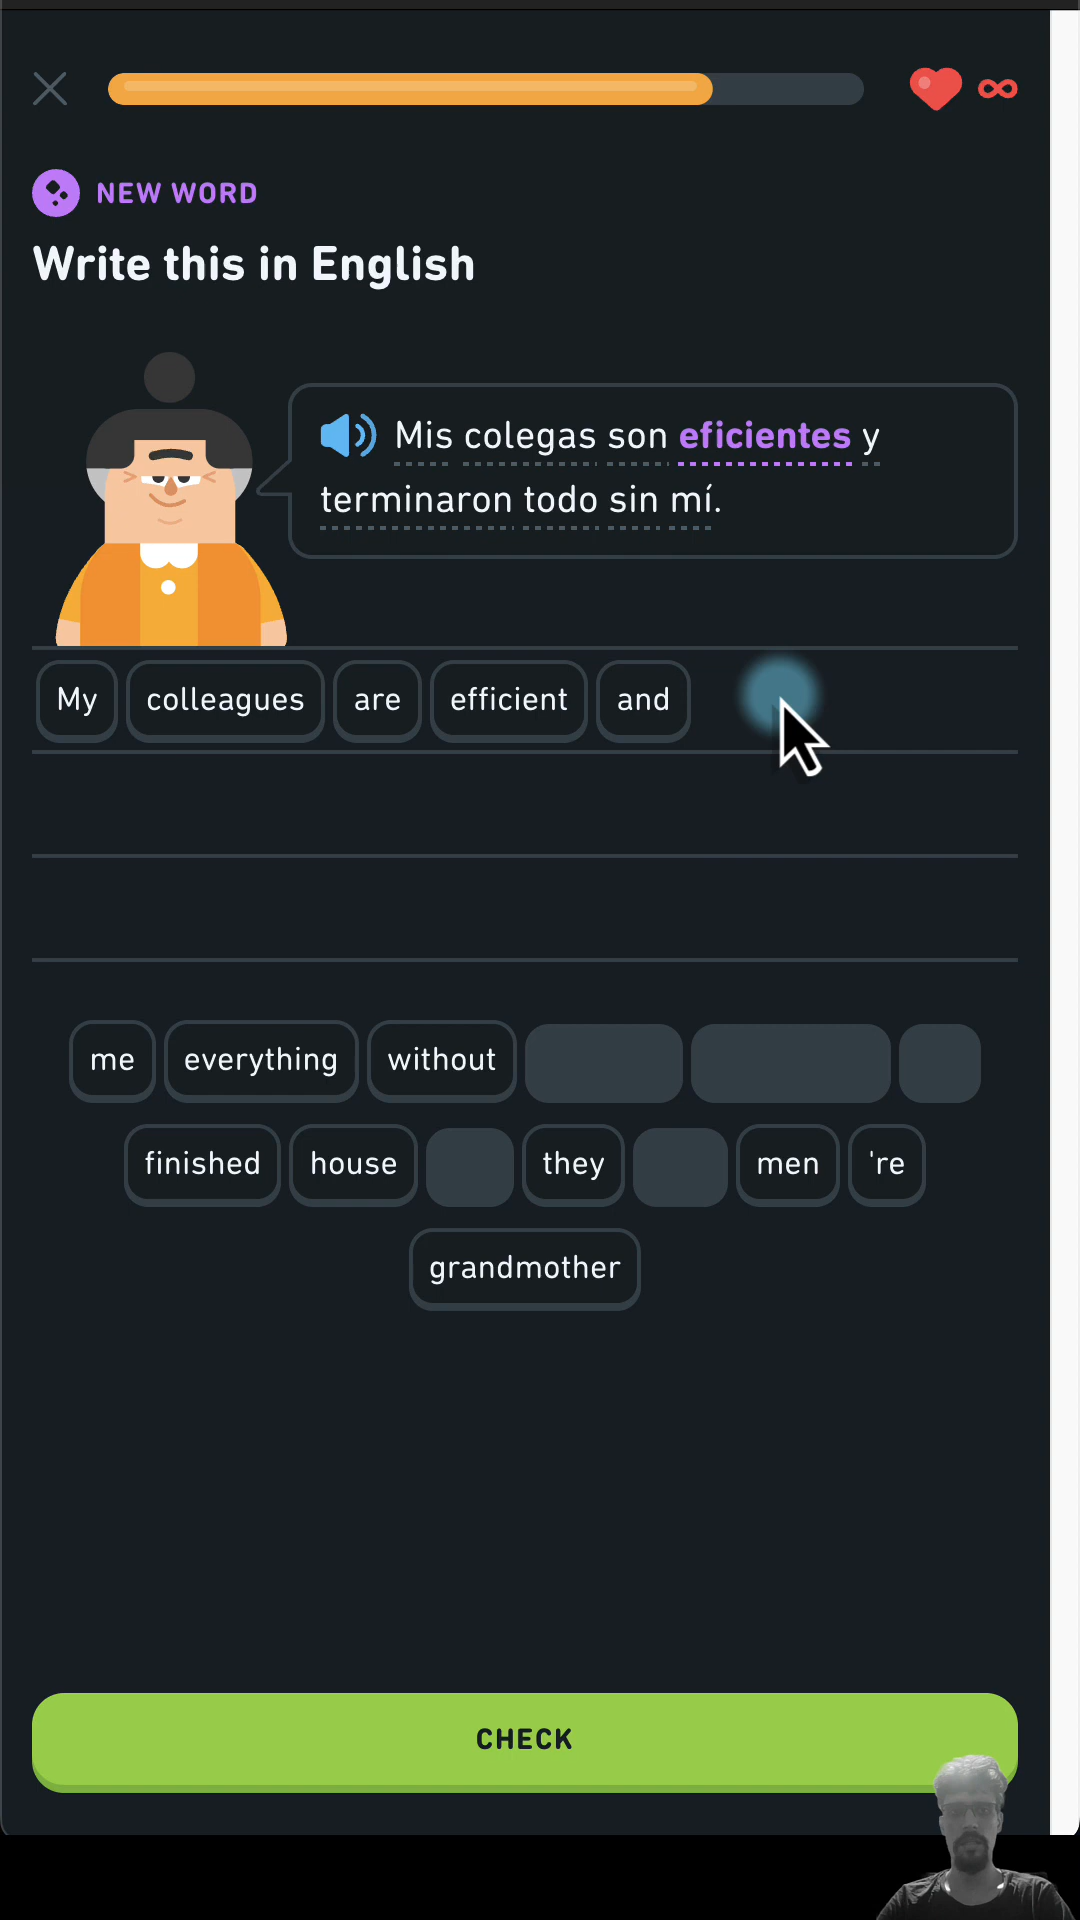 NEW WORD
Write this in English
Mis colegas son eficientes y
terminaron todo sin mí.
My colleagues are efficient and
me everything without
finished house they men 're
grandmother
CHECK